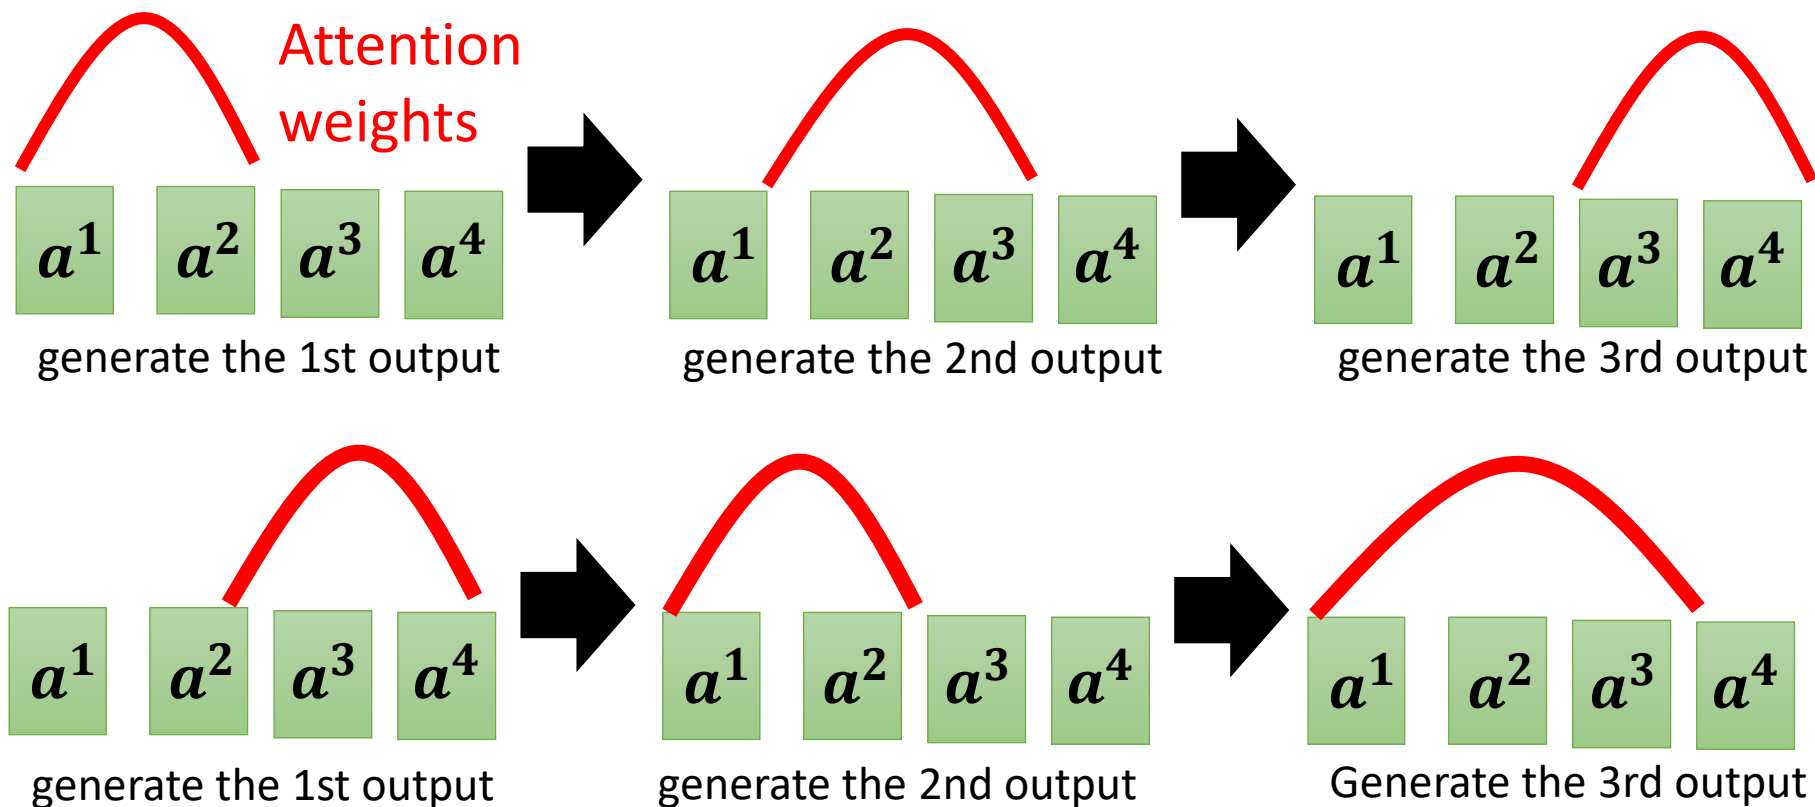 Attention
weights
a¹ a² a³ a⁴
a¹ a² a³ a⁴
a¹ a² a³ a⁴
generate the 1st output
generate the 2nd output
generate the 3rd output
a¹ a² a³ a⁴
a¹ a² a³ a⁴
a¹ a² a³ a⁴
generate the 1st output
generate the 2nd output
Generate the 3rd output